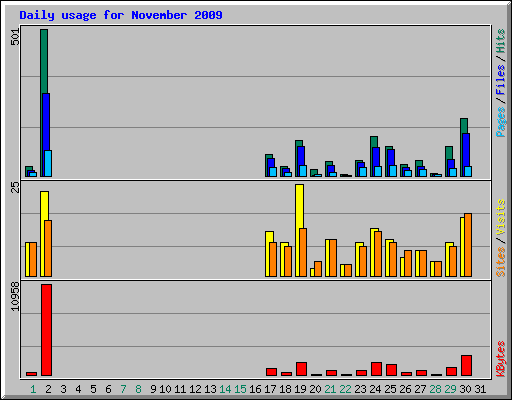 Daily usage for November 2009
501
Pages / Files / Hits
25
Sites / Visits
10958
KBytes
1 2 3 4 5 6 7 8 9 10 11 12 13 14 15 16 17 18 19 20 21 22 23 24 25 26 27 28 29 30 31